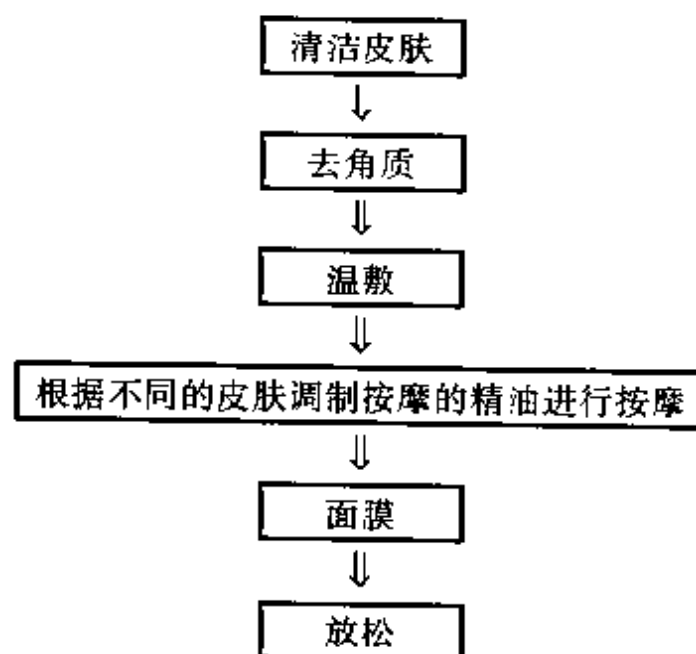 清洁皮肤
去角质
温敷
根据不同的皮肤调制按摩的精油进行按摩
面膜
放松